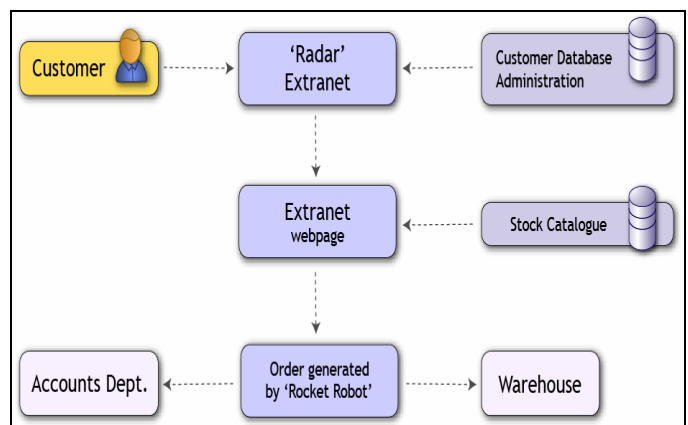 Customer
‘Radar’
Extranet
Customer Database
Administration
Extranet
webpage
Stock Catalogue
Accounts Dept.
Order generated
by ‘Rocket Robot’
Warehouse